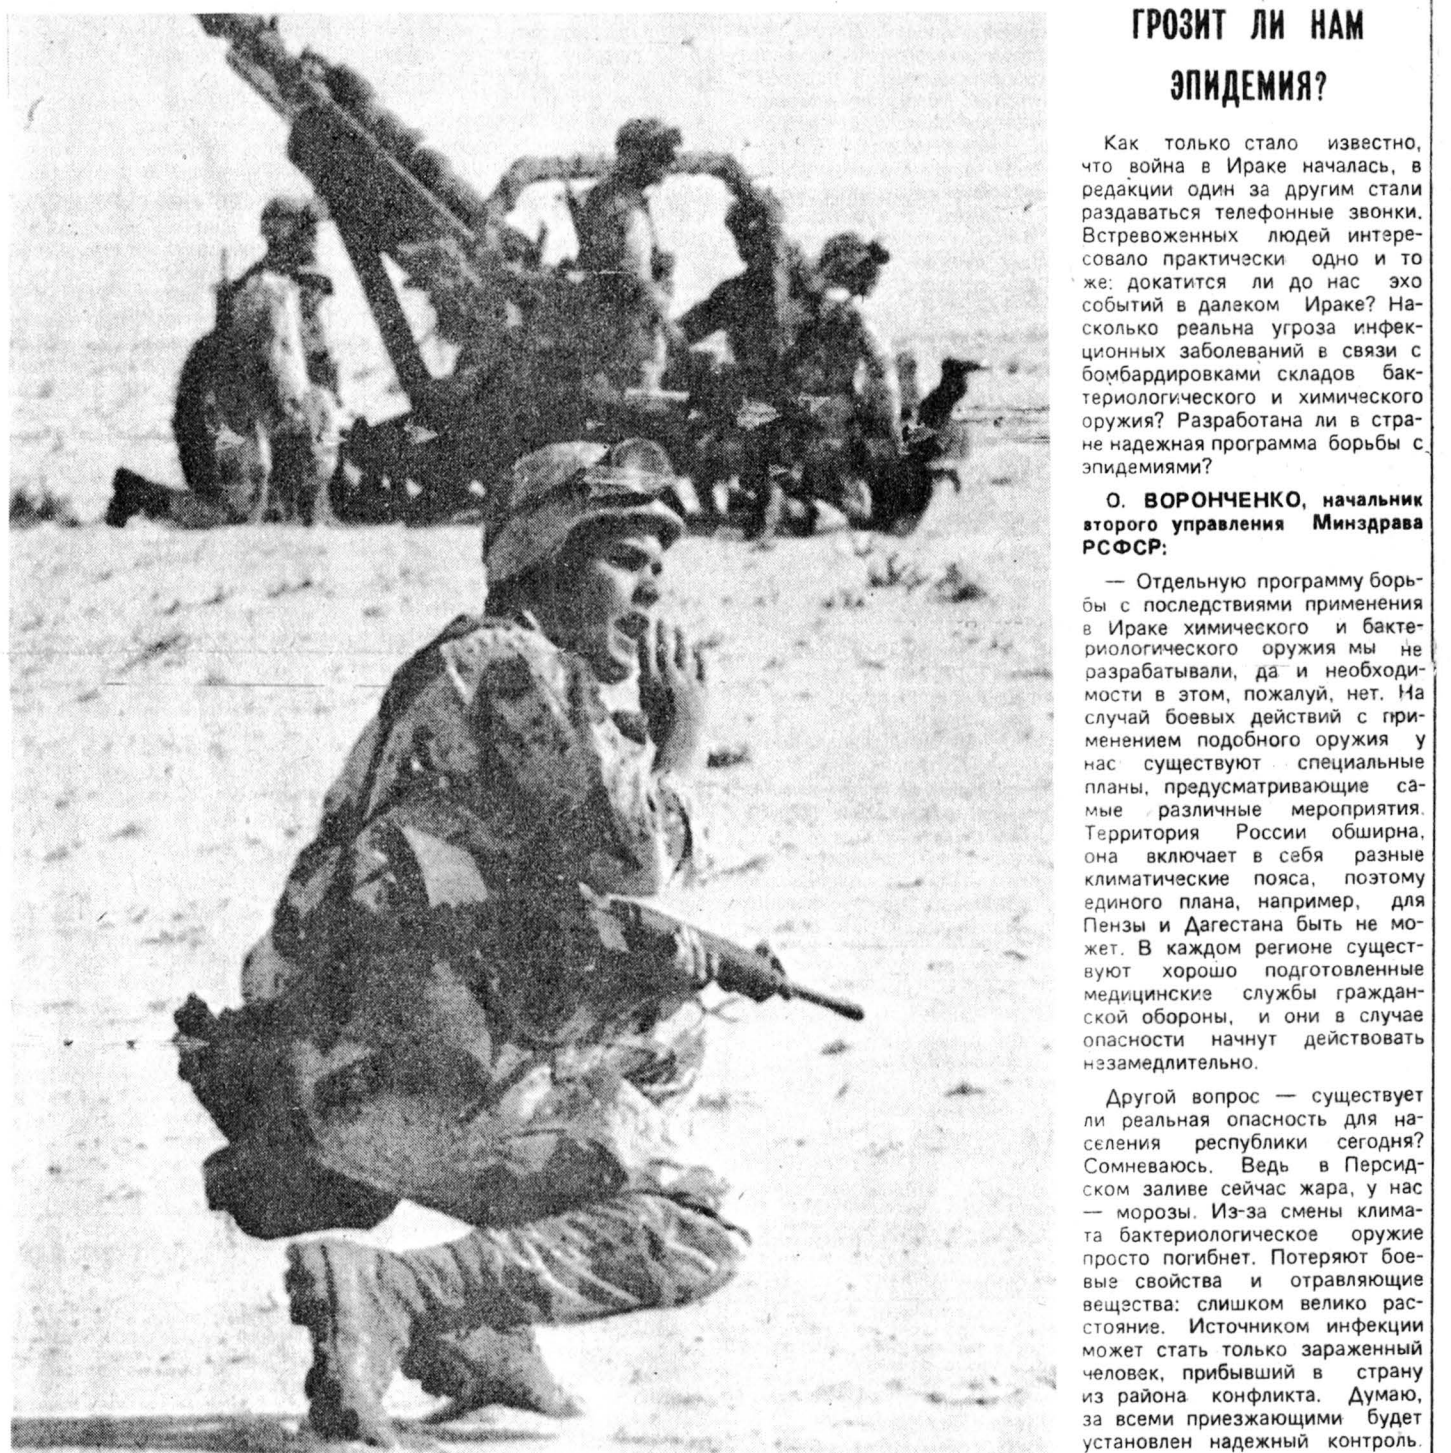 ГРОЗИТ ЛИ НАМ
ЭПИДЕМИЯ?
Как только стало известно,
что война в Ираке началась, в
редакции один за другим стали
раздаваться телефонные звонки.
Встревоженных людей интере-
совало практически одно и то
же: докатится ли до нас эхо
событий в далеком Ираке? На-
сколько реальна угроза инфек-
ционных заболеваний в связи с
бомбардировками складов бак-
териологического и химического
оружия? Разработана ли в стра-
не надежная программа борьбы с
эпидемиями?
О. ВОРОНЧЕНКО, начальник
второго управления Минздрава
РСФСР:
— Отдельную программу борь-
бы с последствиями применения
в Ираке химического и бакте-
риологического оружия мы не
разрабатывали, да и необходи-
мости в этом, пожалуй, нет. На
случай боевых действий с при-
менением подобного оружия у
нас существуют специальные
планы, предусматривающие са-
мые различные мероприятия.
Территория России обширна,
она включает в себя разные
климатические пояса, поэтому
единого плана, например, для
Пензы и Дагестана быть не мо-
жет. В каждом регионе сущест-
вуют хорошо подготовленные
медицинские службы граждан-
ской обороны, и они в случае
опасности начнут действовать
незамедлительно.
Другой вопрос — существует
ли реальная опасность для на-
селения республики сегодня?
Сомневаюсь. Ведь в Персид-
ском заливе сейчас жара, у нас
— морозы. Из-за смены клима-
та бактериологическое оружие
просто погибнет. Потеряют бое-
вые свойства и отравляющие
вещества: слишком велико рас-
стояние. Источником инфекции
может стать только зараженный
человек, прибывший в страну
из района конфликта. Думаю,
за всеми приезжающими будет
установлен надежный контроль.